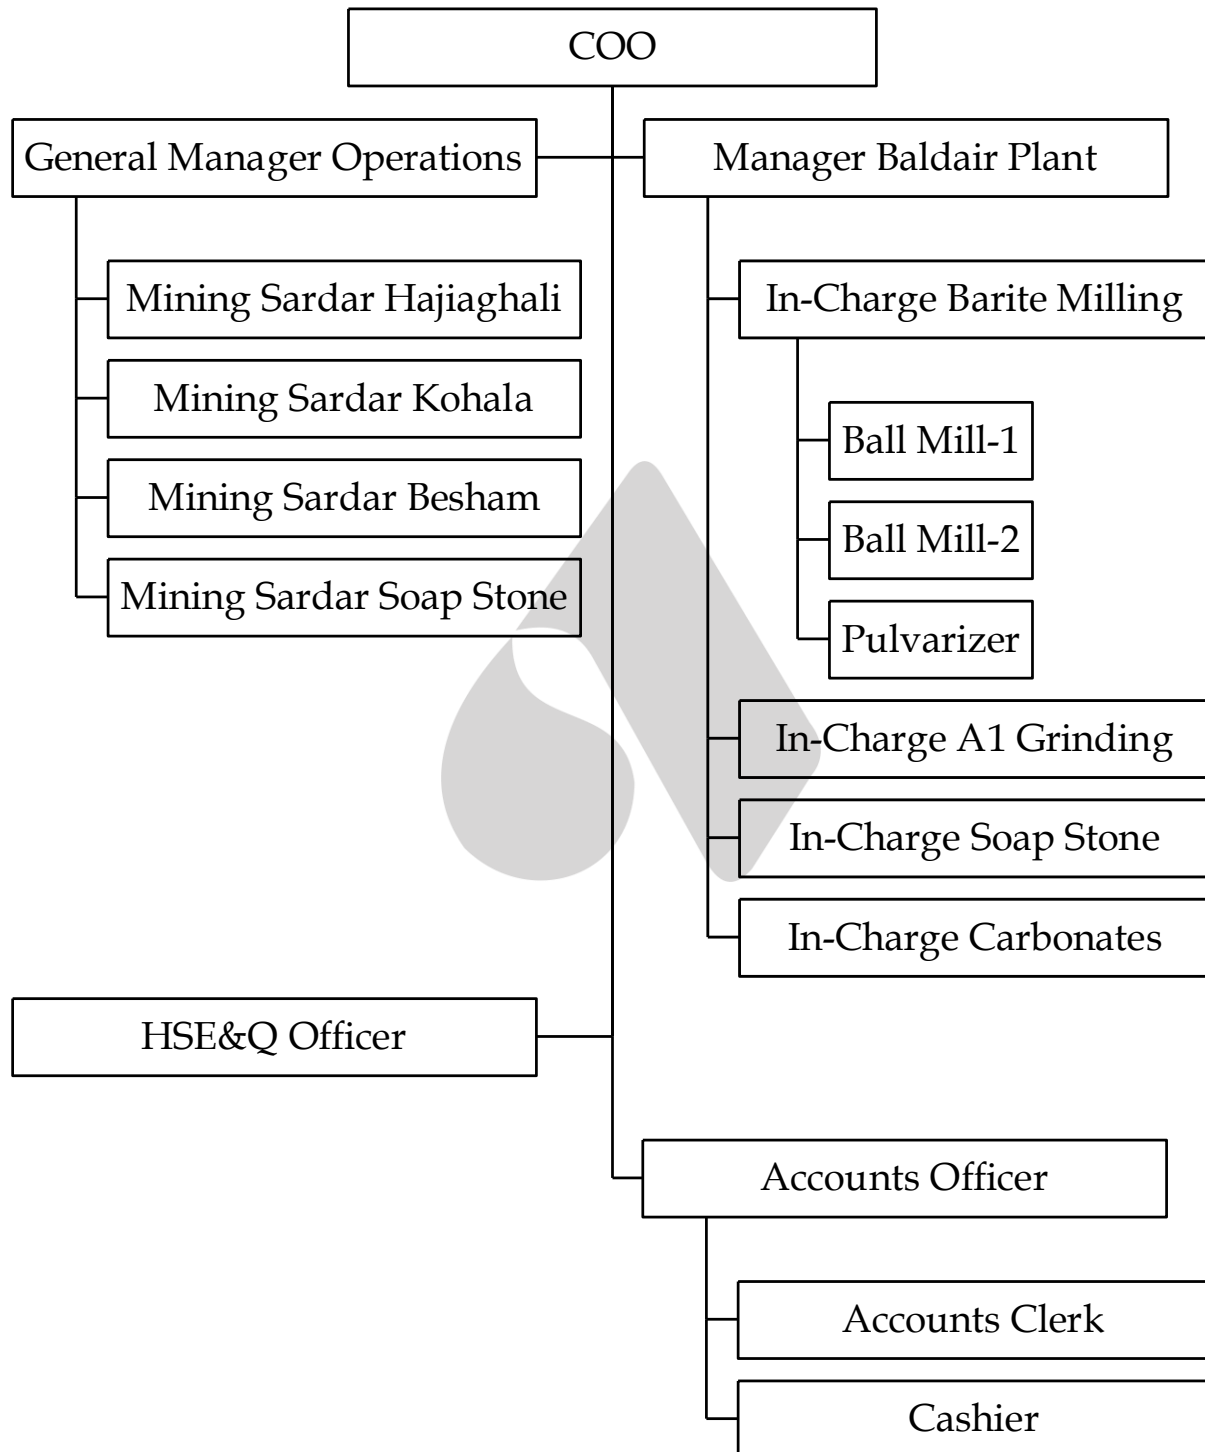 COO
General Manager Operations
Manager Baldair Plant
Mining Sardar Hajiaghali
Mining Sardar Kohala
Mining Sardar Besham
Mining Sardar Soap Stone
In-Charge Barite Milling
Ball Mill-1
Ball Mill-2
Pulvarizer
In-Charge A1 Grinding
In-Charge Soap Stone
In-Charge Carbonates
HSE&Q Officer
Accounts Officer
Accounts Clerk
Cashier